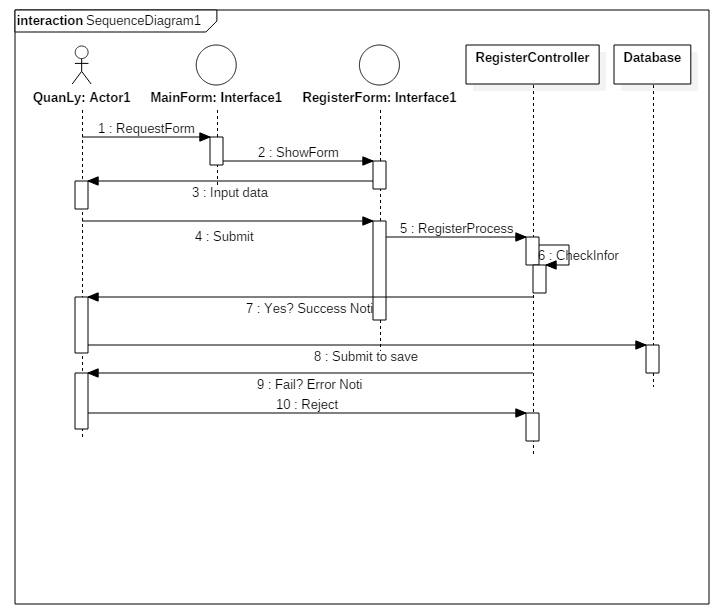 interaction SequenceDiagram1
QuanLy: Actor1
MainForm: Interface1
RegisterForm: Interface1
RegisterController
Database
1 : RequestForm
2 : ShowForm
3 : Input data
4 : Submit
5 : RegisterProcess
6 : CheckInfor
7 : Yes? Success Noti
8 : Submit to save
9 : Fail? Error Noti
10 : Reject